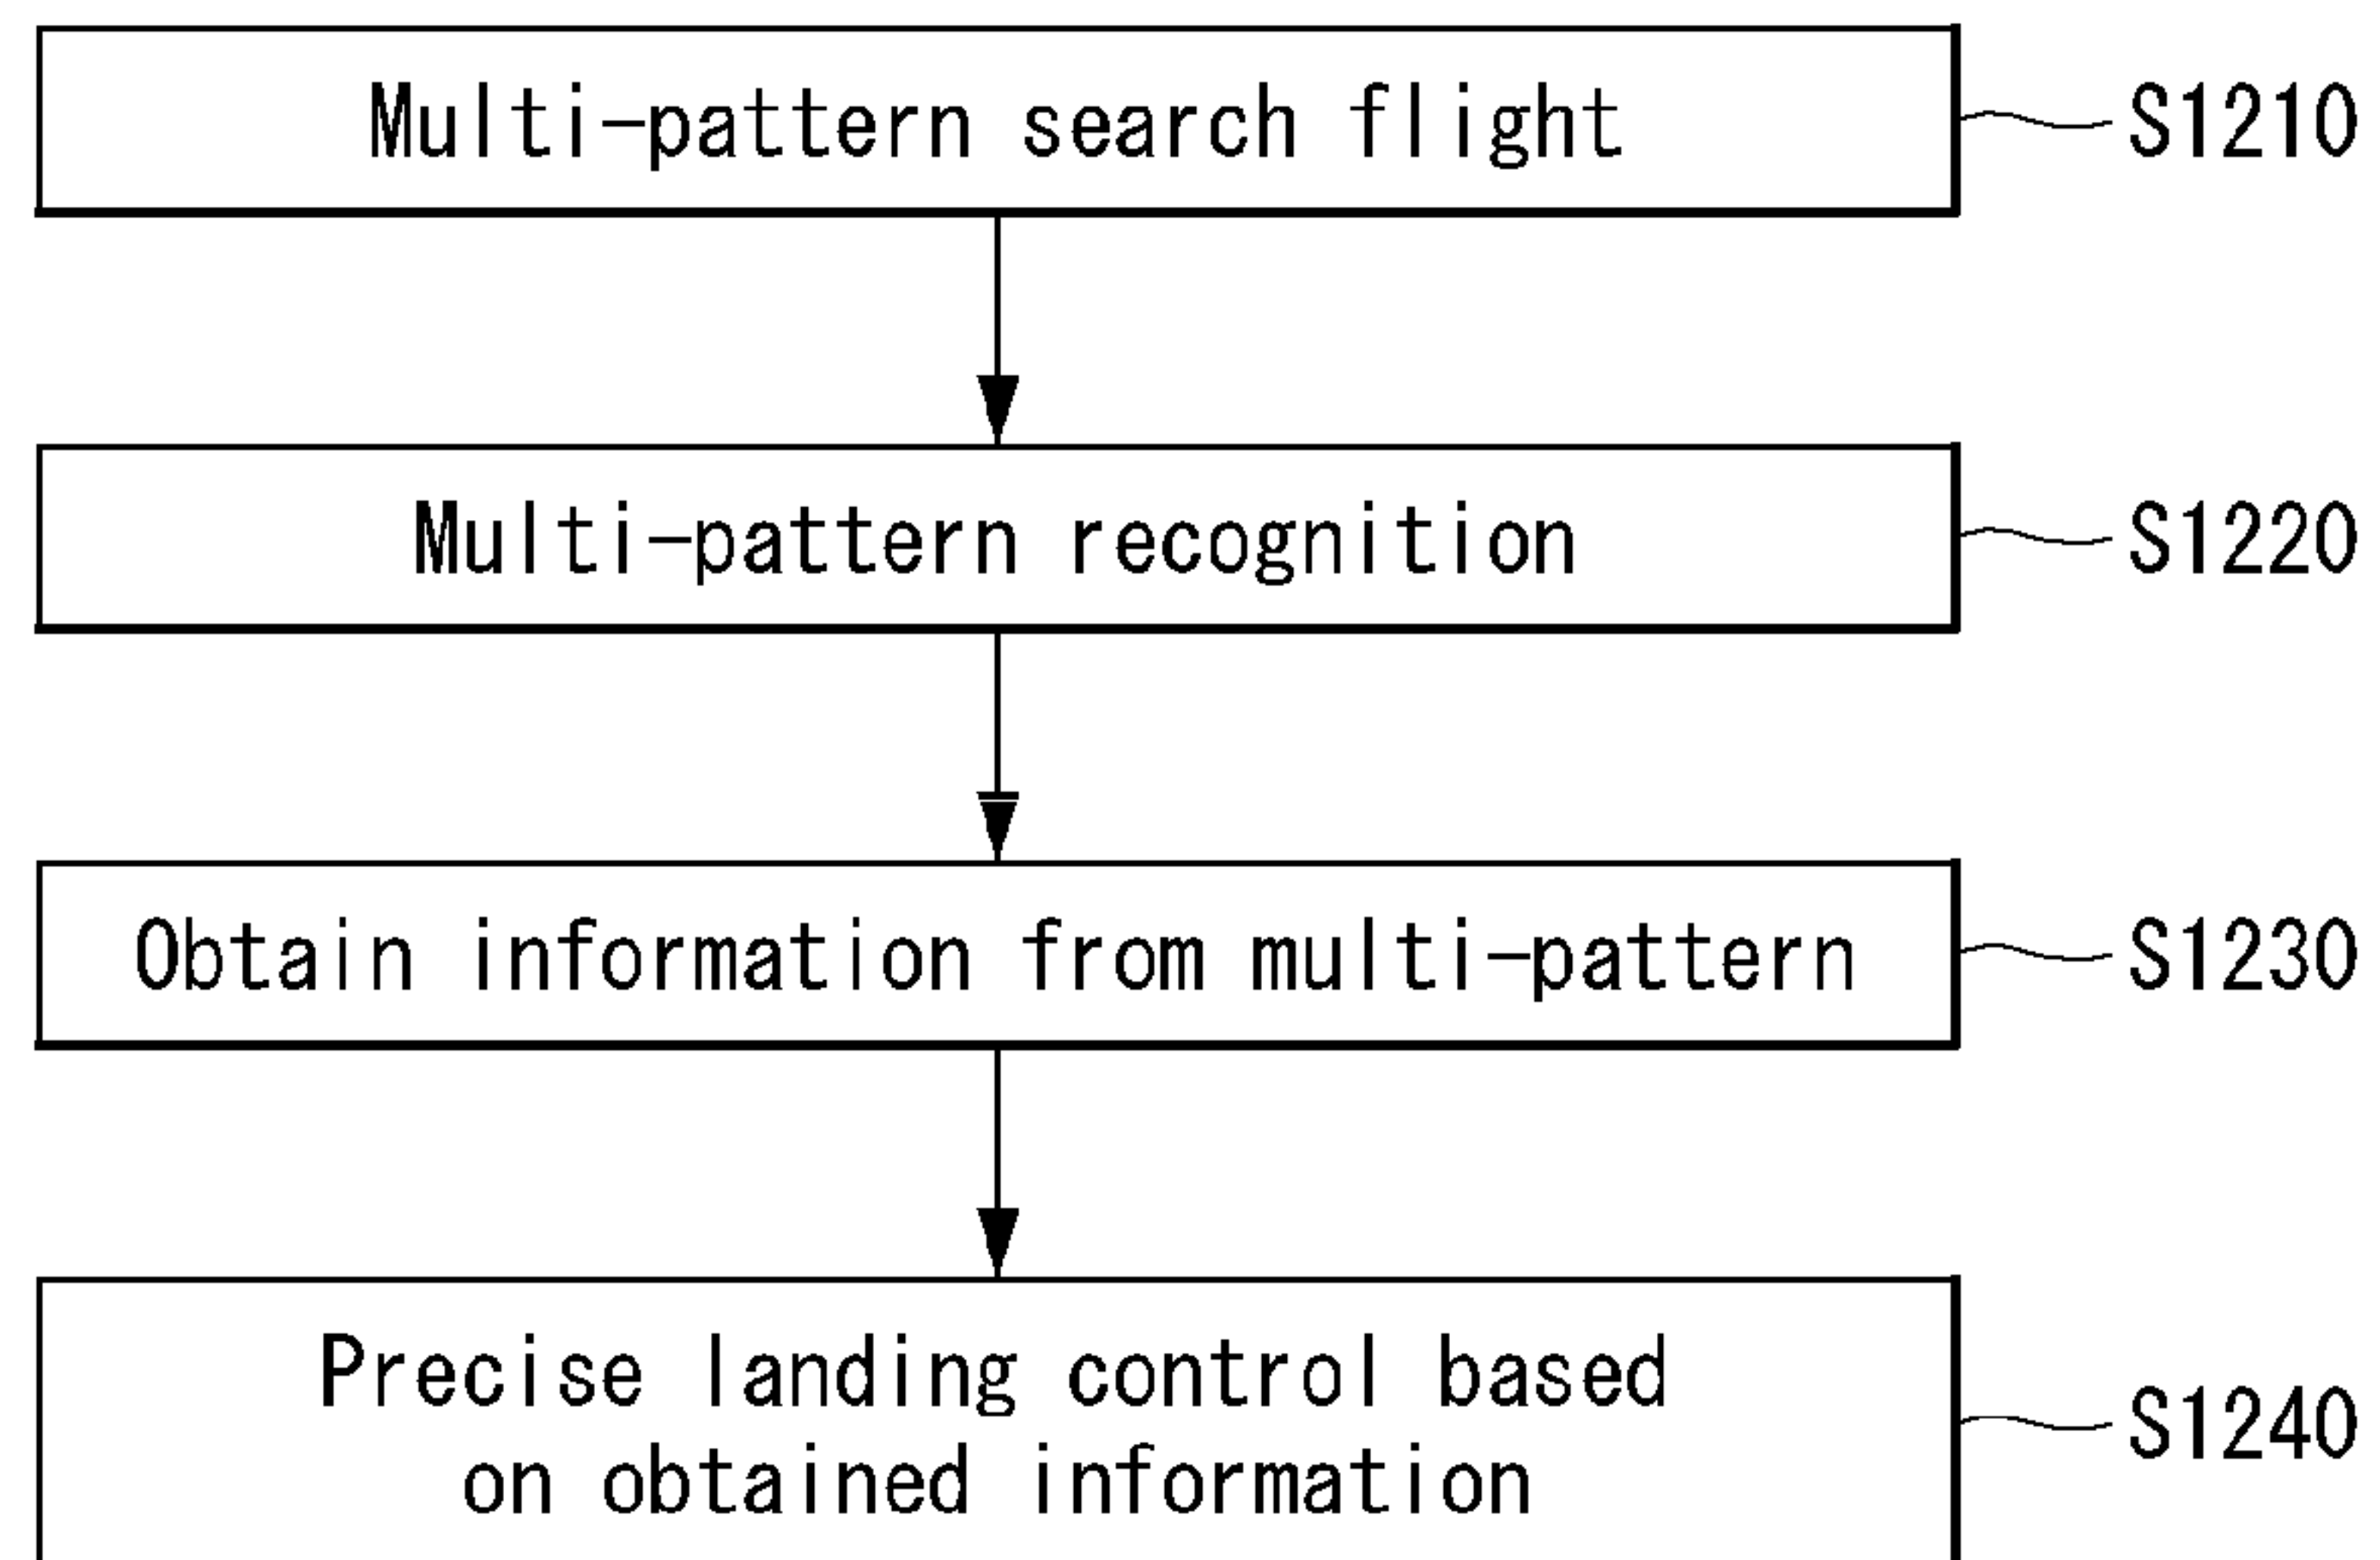 Multi-pattern search flight
S1210
Multi-pattern recognition
S1220
Obtain information from multi-pattern
S1230
Precise landing control based
on obtained information
S1240